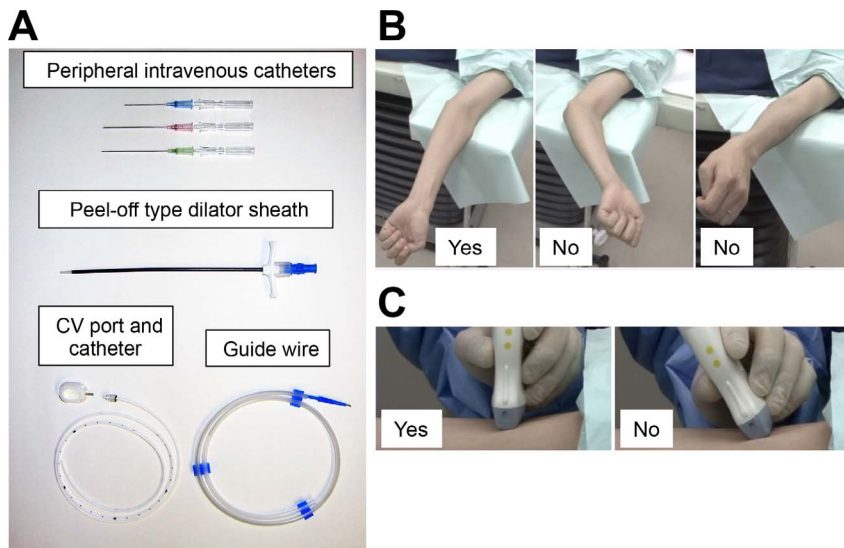 A
Peripheral intravenous catheters
Peel-off type dilator sheath
CV port and
catheter
Guide wire
B
Yes
No
No
C
Yes
No